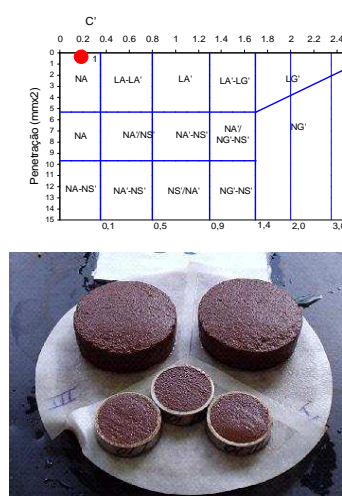 C'
0 0.2 0.4 0.6 0.8 1 1.2 1.4 1.6 1.8 2 2.2 2.4
Penetração (mmx2)
0
1
2
3
4
5
6
7
8
9
10
11
12
13
14
15
1
NA LA-LA' LA' LA'-LG' LG'
NA NA'/NS' NA'-NS' NA'/
NG'-NS' NG'
NA-NS' NA'-NS' NS'/NA' NG'-NS'
0,1 0,5 0,9 1,4 2,0 3,0
III